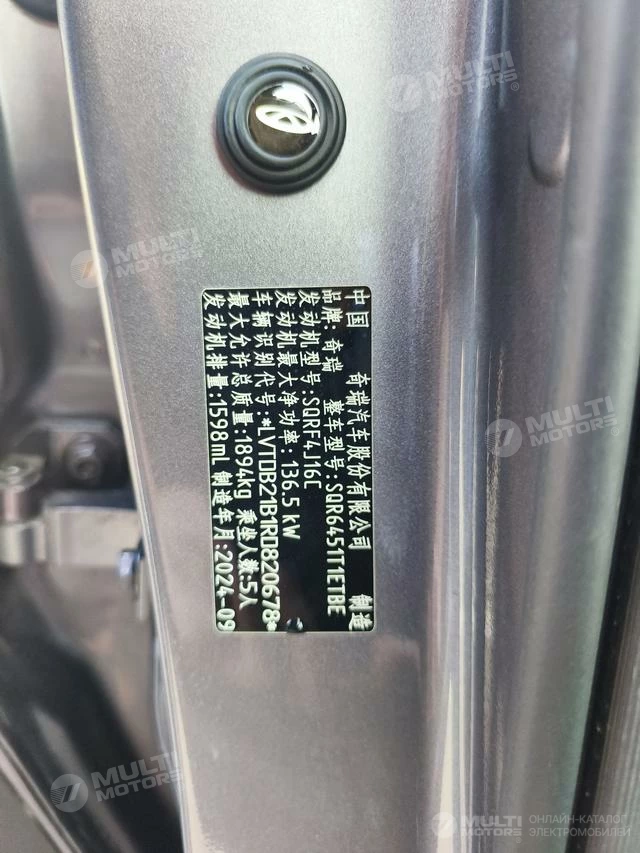 中国 奇瑞汽车股份有限公司 制造
品牌: 奇瑞 整车型号:SQR6451T1ETBE
发动机型号:SQRF4J16C
发动机最大净功率:136.5 kW
车辆识别代号:*LVTDB21B1RD820678*
最大允许总质量:1894kg 乘坐人数:5人
发动机排量:1598mL 制造年月:2024-09
MULTI
MOTORS®
MULTI
MOTORS
MULTI
MOTORS
MULTI
MOTORS
MULTI
MOTORS
ОНЛАЙН-КАТАЛОГ
ЭЛЕКТРОМОБИЛЕЙ